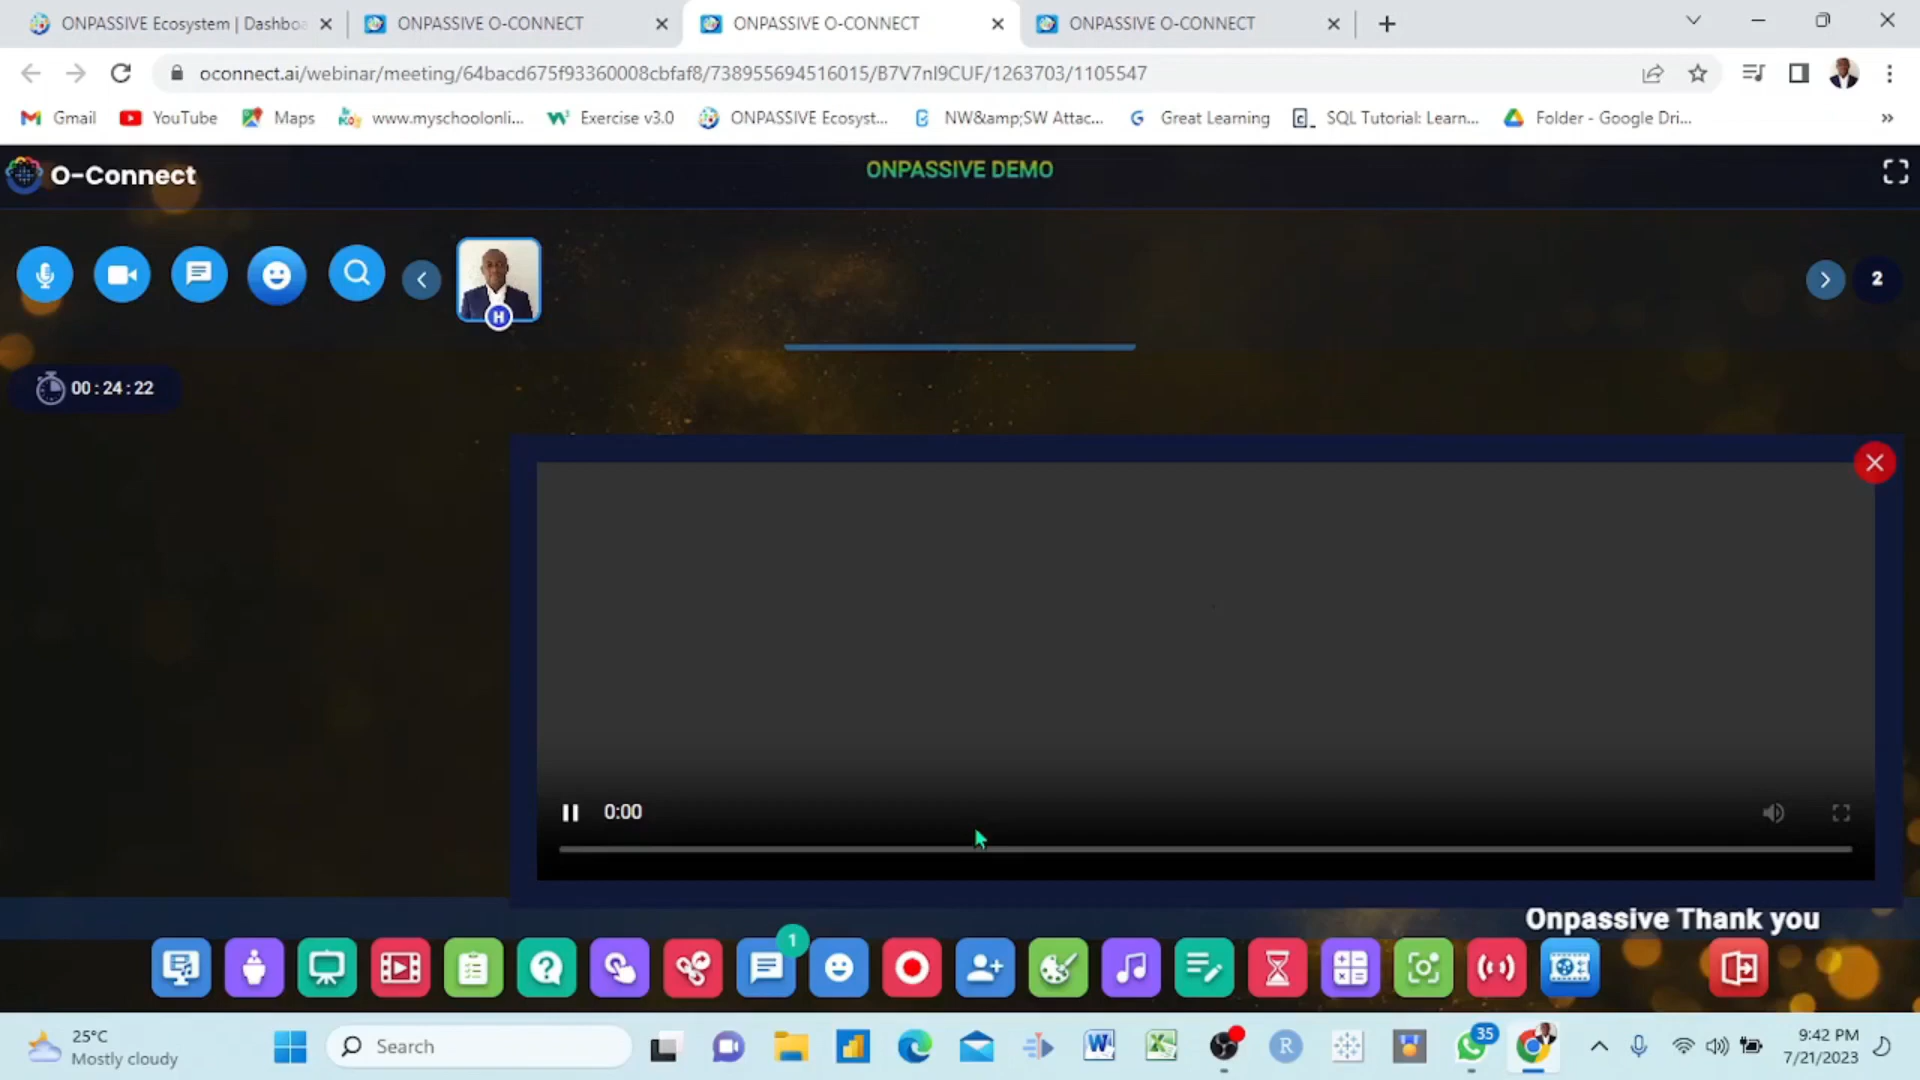 ONPASSIVE Ecosystem | Dashboa
ONPASSIVE O-CONNECT
ONPASSIVE O-CONNECT
ONPASSIVE O-CONNECT
oconnect.ai/webinar/meeting/64bacd675f93360008cbfaf8/738955694516015/B7V7nI9CUF/1263703/1105547
Gmail
YouTube
Maps
www.myschoolonli...
Exercise v3.0
ONPASSIVE Ecosyst...
NW&amp;SW Attac...
Great Learning
SQL Tutorial: Learn...
Folder - Google Dri...
O-Connect
ONPASSIVE DEMO
H
2
00:24:22
0:00
Onpassive Thank you
1
25°C
Mostly cloudy
Search
35
9:42 PM
7/21/2023